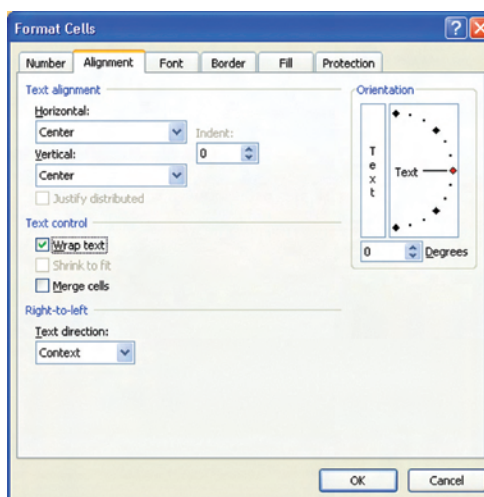 Format Cells
Number Alignment Font Border Fill Protection
Text alignment
Horizontal:
Center
Indent:
Vertical:
0
Center
Justify distributed
Text control
Wrap text
Shrink to fit
Merge cells
Right-to-left
Text direction:
Context
Orientation
Text
Text
0 Degrees
OK Cancel